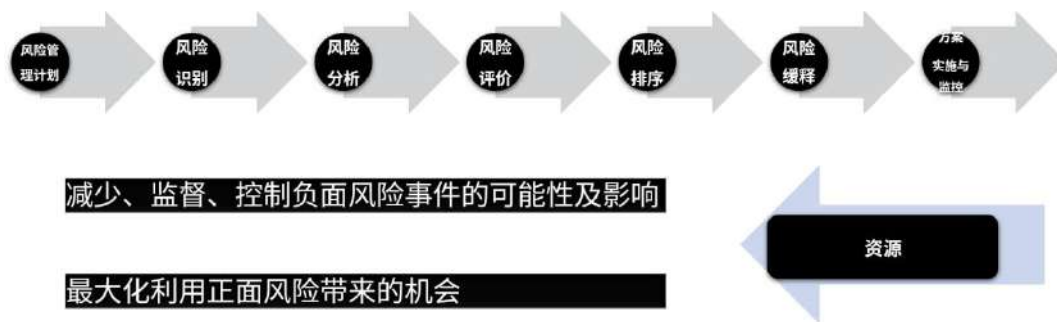 风险管
理计划
风险
识别
风险
分析
风险
评价
风险
排序
风险
缓释
方案
实施与
监控
减少、监督、控制负面风险事件的可能性及影响
资源
最大化利用正面风险带来的机会